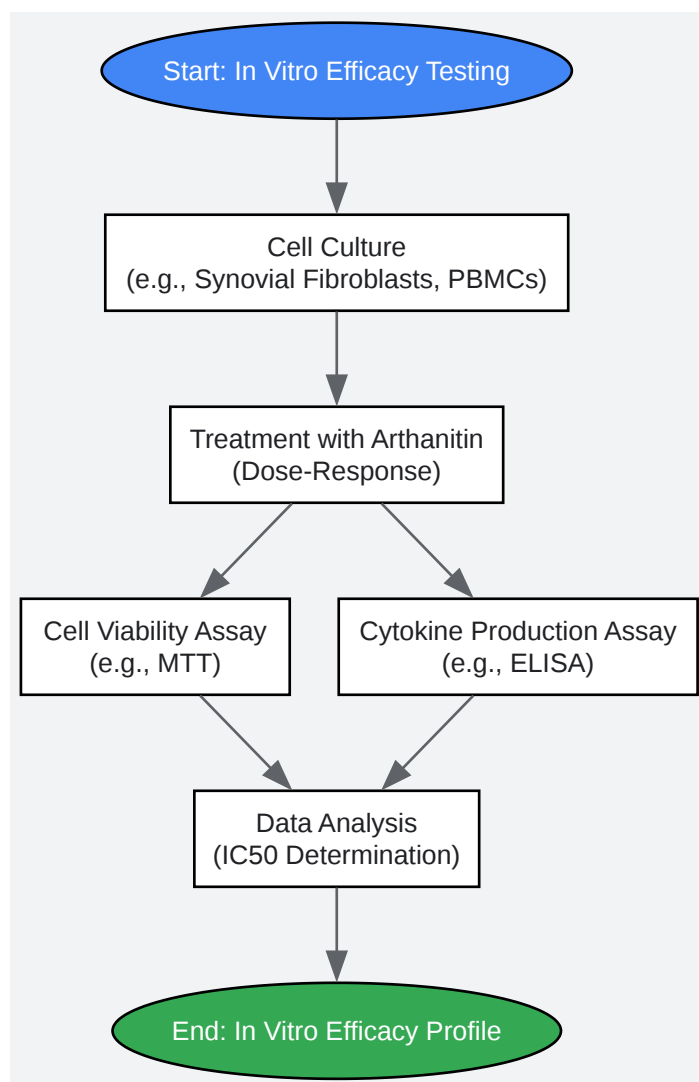 Start: In Vitro Efficacy Testing
Cell Culture
(e.g., Synovial Fibroblasts, PBMCs)
Treatment with Arthanitin
(Dose-Response)
Cell Viability Assay
(e.g., MTT)
Cytokine Production Assay
(e.g., ELISA)
Data Analysis
(IC50 Determination)
End: In Vitro Efficacy Profile